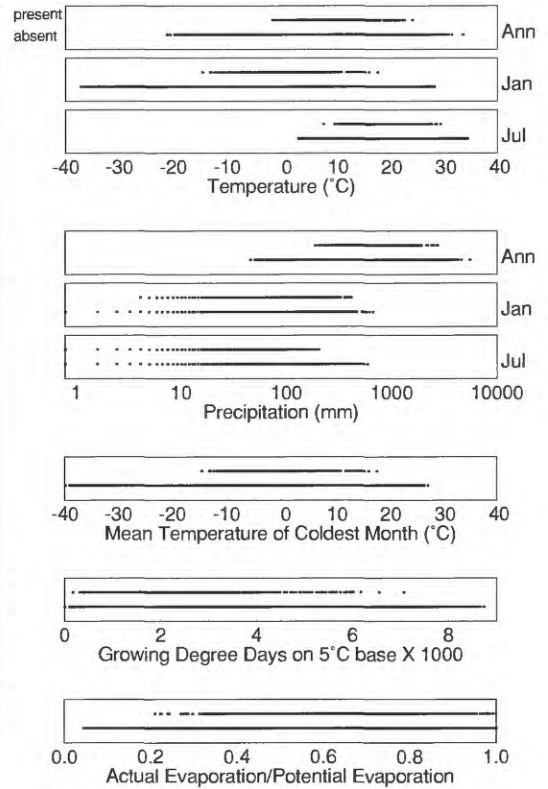 present
absent
Ann
Jan
Jul
-40 -30 -20 -10 0 10 20 30 40
Temperature (˚C)
Ann
Jan
Jul
1 10 100 1000 10000
Precipitation (mm)
-40 -30 -20 -10 0 10 20 30 40
Mean Temperature of Coldest Month (˚C)
0 2 4 6 8
Growing Degree Days on 5˚C base X 1000
0.0 0.2 0.4 0.6 0.8 1.0
Actual Evaporation/Potential Evaporation